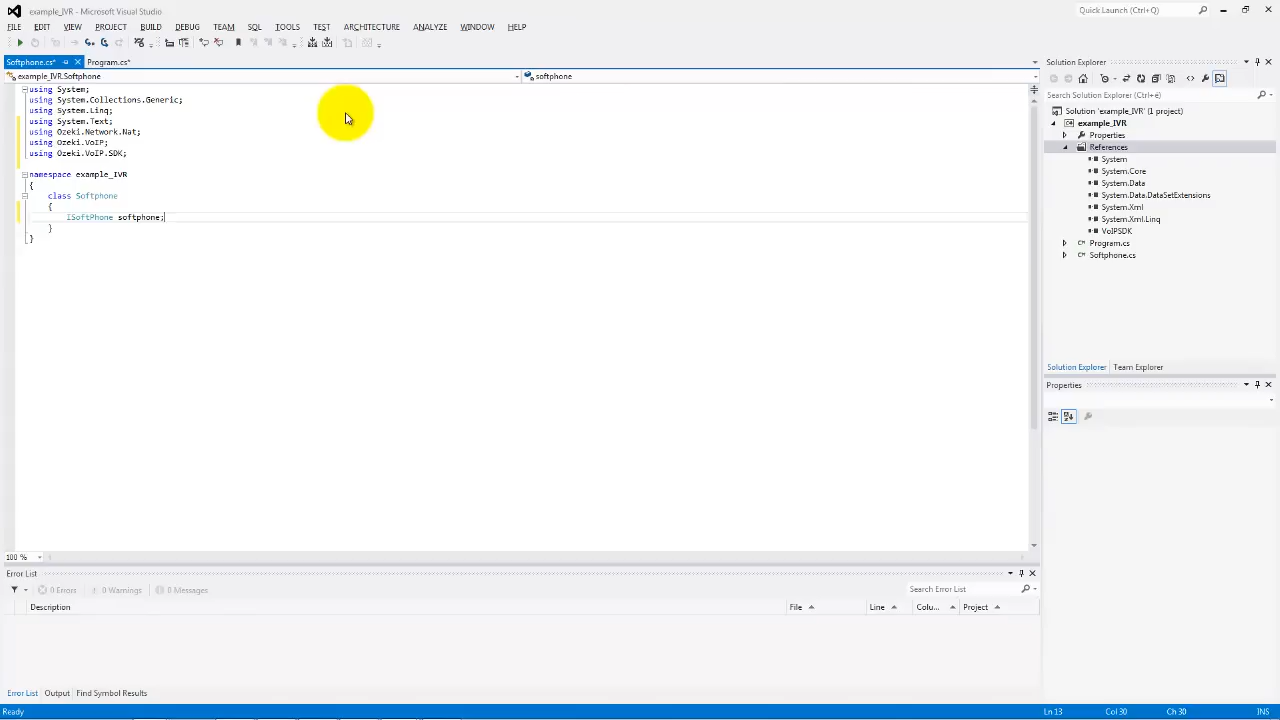 example_IVR - Microsoft Visual Studio
Quick Launch (Ctrl+Q)
FILE EDIT VIEW PROJECT BUILD DEBUG TEAM SQL TOOLS TEST ARCHITECTURE ANALYZE WINDOW HELP
Softphone.cs* Program.cs*
example_IVR.Softphone
softphone
using System;
using System.Collections.Generic;
using System.Linq;
using System.Text;
using Ozeki.Network.Nat;
using Ozeki.VoIP;
using Ozeki.VoIP.SDK;
namespace example_IVR
{
class Softphone
{
ISoftPhone softphone;
}
}
100 %
Solution Explorer
Search Solution Explorer (Ctrl+é)
Solution 'example_IVR' (1 project)
example_IVR
Properties
References
System
System.Core
System.Data
System.Data.DataSetExtensions
System.Xml
System.Xml.Linq
VoIPSDK
Program.cs
Softphone.cs
Solution Explorer Team Explorer
Properties
Error List
0 Errors 0 Warnings 0 Messages
Search Error List
Description File Line Colu... Project
Error List Output Find Symbol Results
Ready Ln 13 Col 30 Ch 30 INS